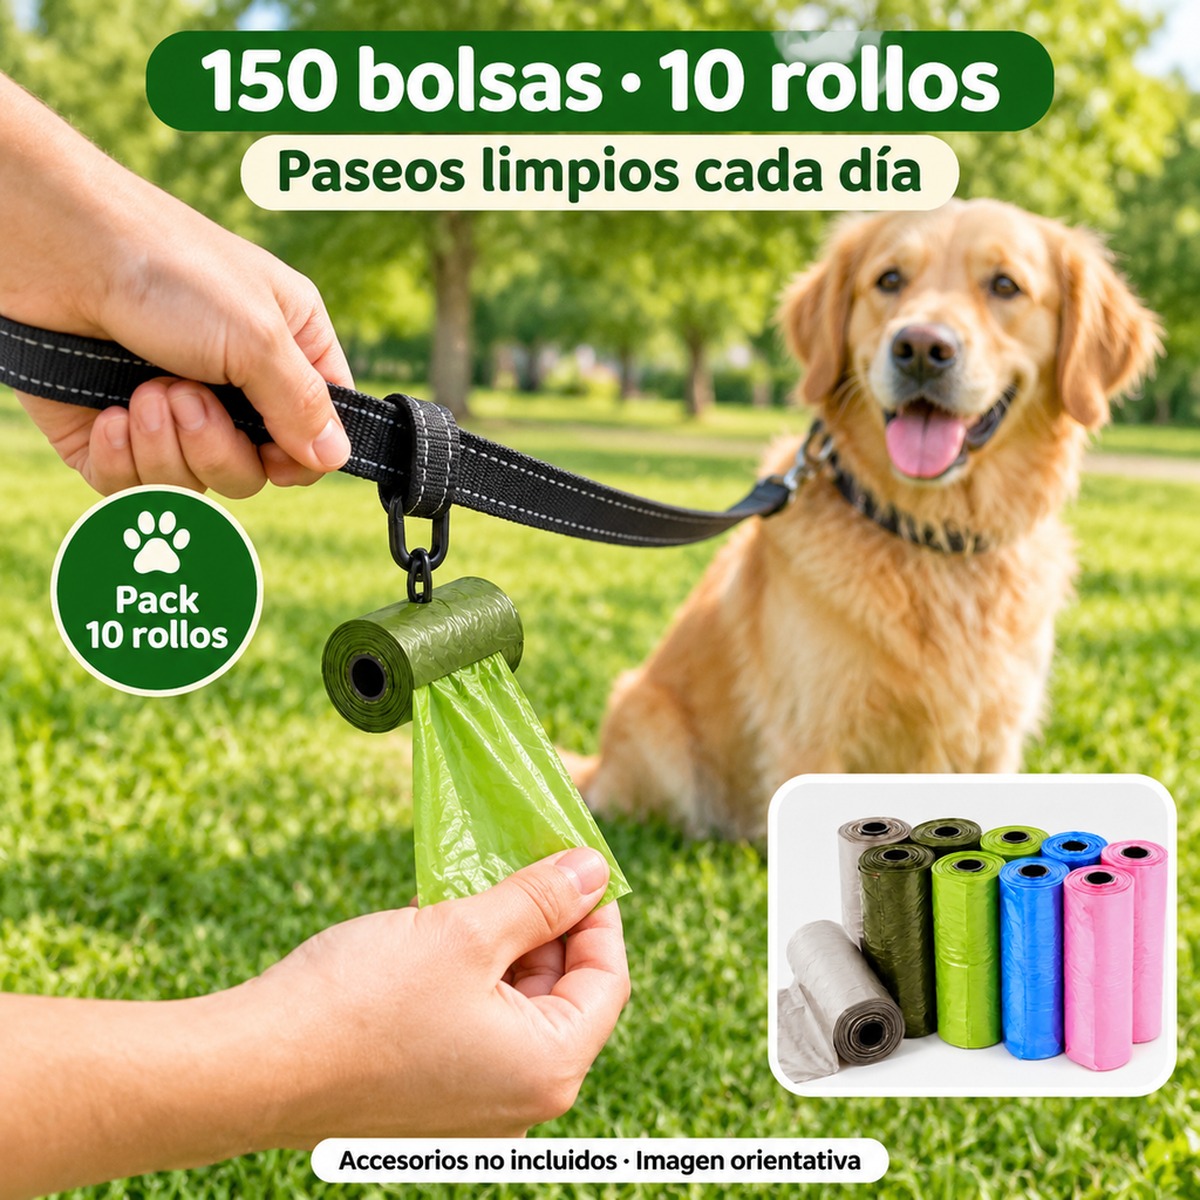 150 bolsas · 10 rollos
Paseos limpios cada día
Pack
10 rollos
Accesorios no incluidos · Imagen orientativa